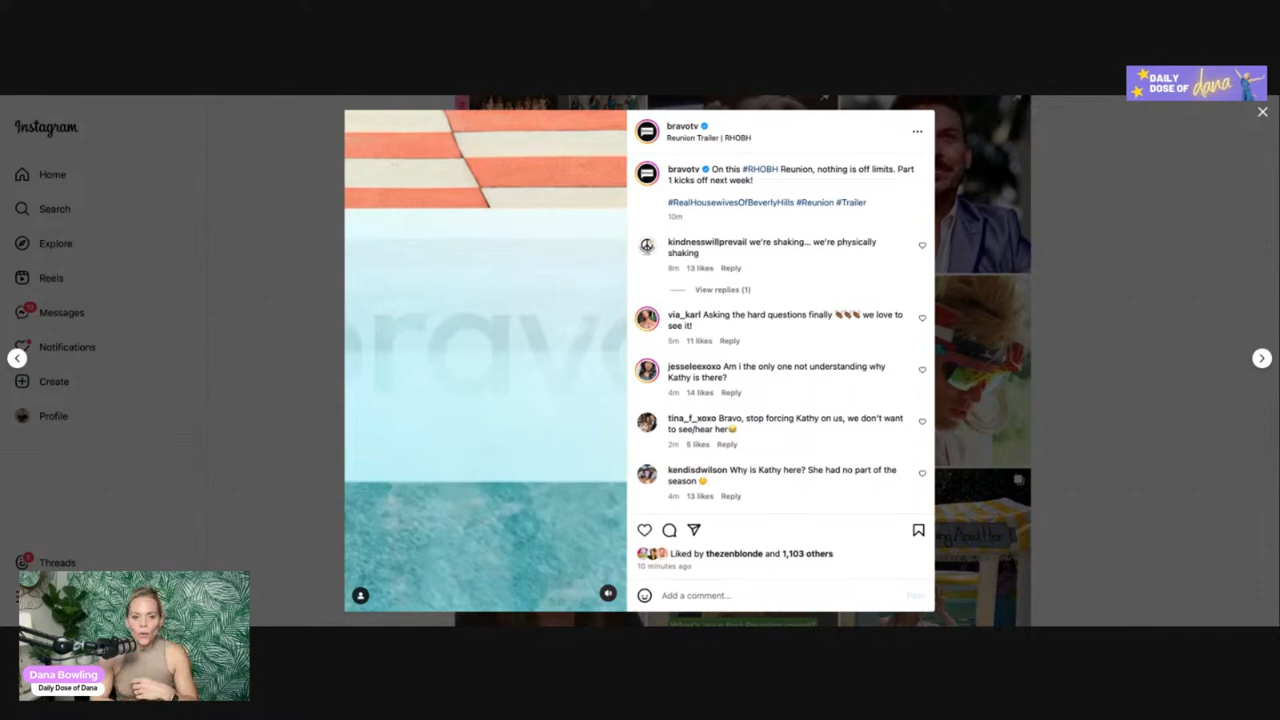 DAILY
DOSE OF dana
Instagram
Home
Search
Explore
Reels
Messages
Notifications
Create
Profile
Threads
bravo
bravotv
Reunion Trailer | RHOBH
bravotv On this #RHOBH Reunion, nothing is off limits. Part
1 kicks off next week!
#RealHousewivesOfBeverlyHills #Reunion #Trailer
10m
kindnesswillprevail we're shaking... we're physically
shaking
8m 13 likes Reply
View replies (1)
via_karl Asking the hard questions finally 👏🏾👏🏾👏🏾 we love to
see it!
5m 11 likes Reply
jesseleexoxo Am i the only one not understanding why
Kathy is there?
4m 14 likes Reply
tina_f_xoxo Bravo, stop forcing Kathy on us, we don't want
to see/hear her😂
2m 5 likes Reply
kendisdwilson Why is Kathy here? She had no part of the
season
4m 13 likes Reply
Liked by thezenblonde and 1,103 others
10 minutes ago
Add a comment...
Post
Dana Bowling
Daily Dose of Dana